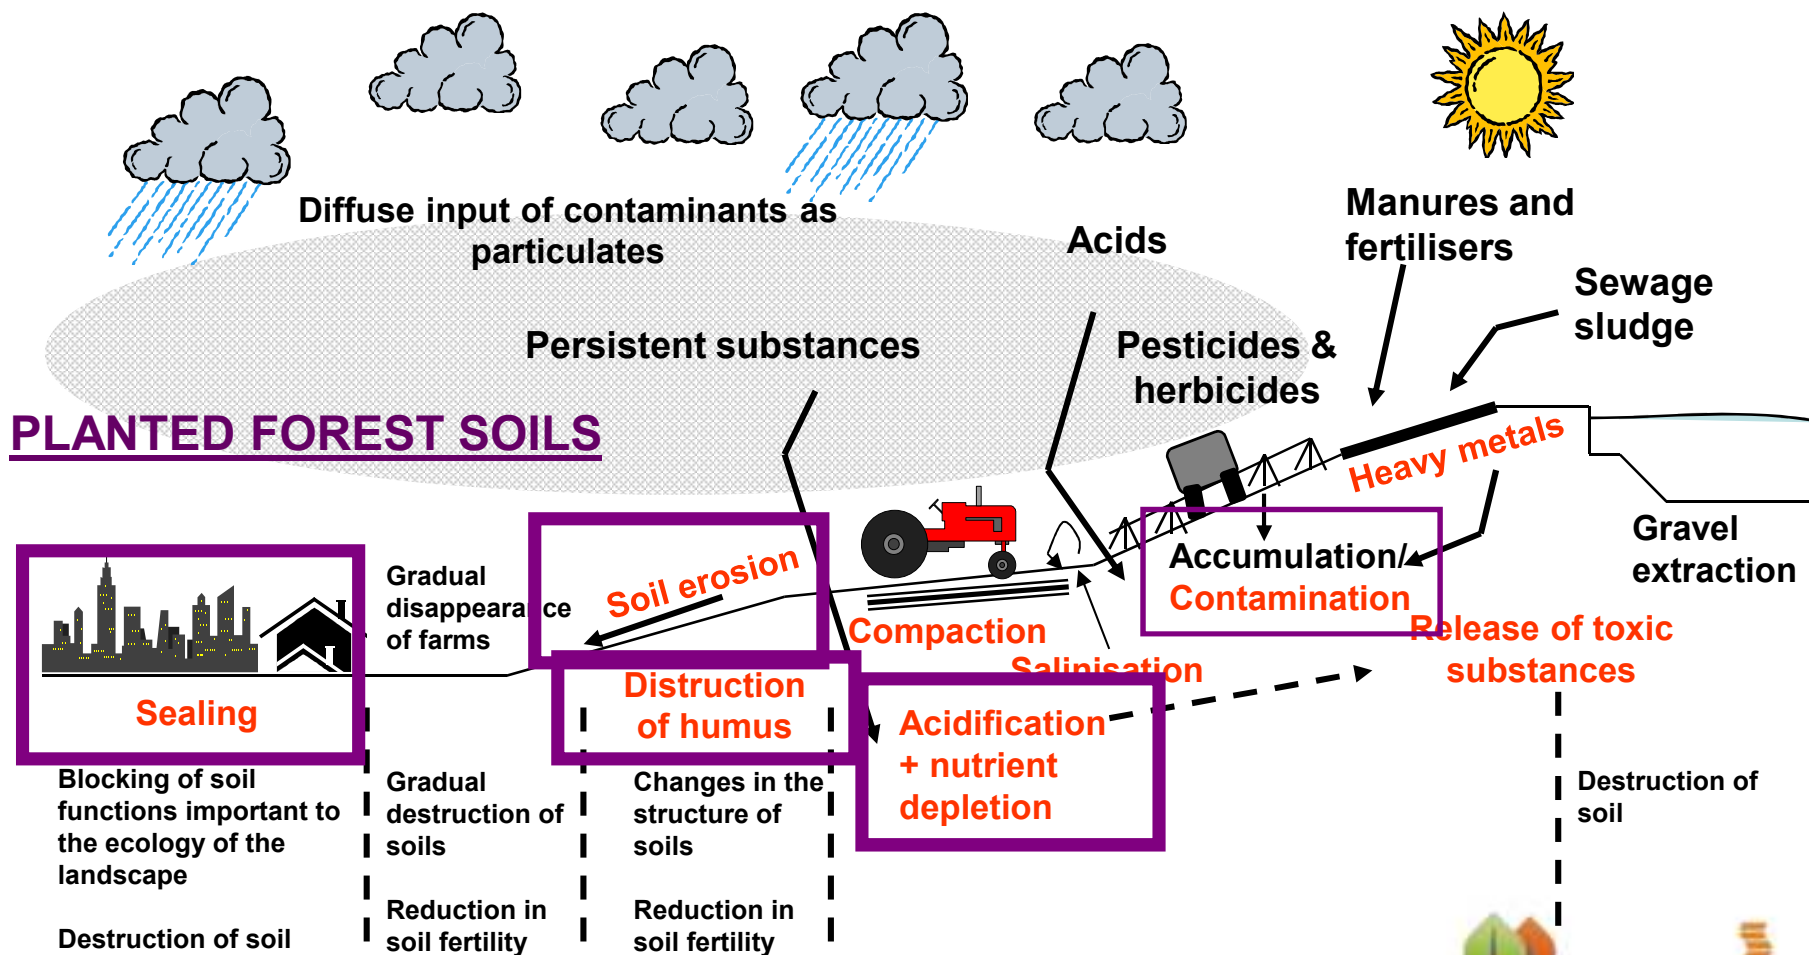 Diffuse input of contaminants as
particulates
Acids
Manures and
fertilisers
Sewage
sludge
Persistent substances
Pesticides &
herbicides
PLANTED FOREST SOILS
Heavy metals
Gravel
extraction
Accumulation/
Contamination
Soil erosion
Gradual
disappearance
of farms
Compaction
Salinisation
Release of toxic
substances
Sealing
Distruction
of humus
Acidification
+ nutrient
depletion
Blocking of soil
functions important to
the ecology of the
landscape
Destruction of soil
Gradual
destruction of
soils
Reduction in
soil fertility
Changes in the
structure of
soils
Reduction in
soil fertility
Destruction of
soil